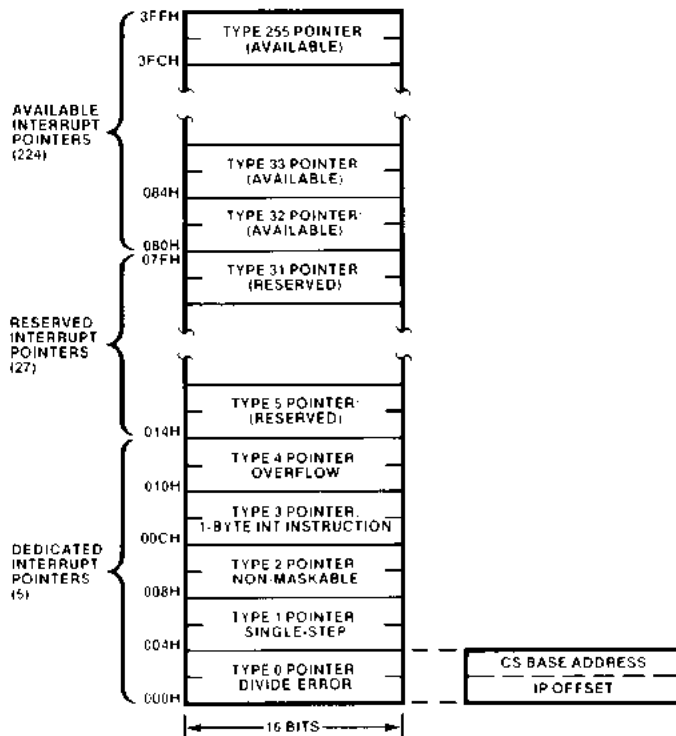 3FFH
TYPE 255 POINTER
(AVAILABLE)
3FCH
AVAILABLE
INTERRUPT
POINTERS
(224)
TYPE 33 POINTER
(AVAILABLE)
084H
TYPE 32 POINTER
(AVAILABLE)
080H
07FH
TYPE 31 POINTER
(RESERVED)
RESERVED
INTERRUPT
POINTERS
(27)
TYPE 5 POINTER
(RESERVED)
014H
TYPE 4 POINTER
OVERFLOW
010H
TYPE 3 POINTER
1-BYTE INT INSTRUCTION
00CH
DEDICATED
INTERRUPT
POINTERS
(5)
TYPE 2 POINTER
NON-MASKABLE
008H
TYPE 1 POINTER
SINGLE-STEP
004H
TYPE 0 POINTER
DIVIDE ERROR
000H
CS BASE ADDRESS
IP OFFSET
16 BITS